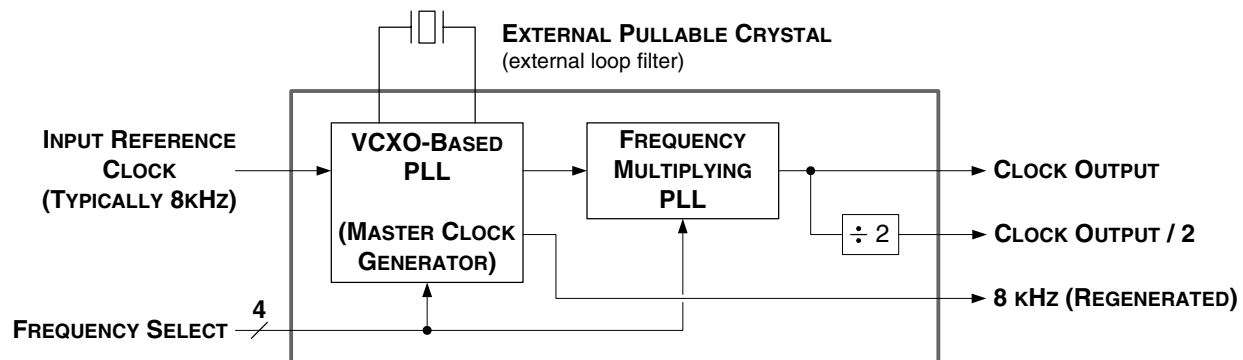 EXTERNAL PULLABLE CRYSTAL
(external loop filter)
INPUT REFERENCE
CLOCK
(TYPICALLY 8KHZ)
VCXO-BASED
PLL
(MASTER CLOCK
GENERATOR)
FREQUENCY
MULTIPLYING
PLL
CLOCK OUTPUT
÷ 2
CLOCK OUTPUT / 2
8 KHZ (REGENERATED)
FREQUENCY SELECT
4